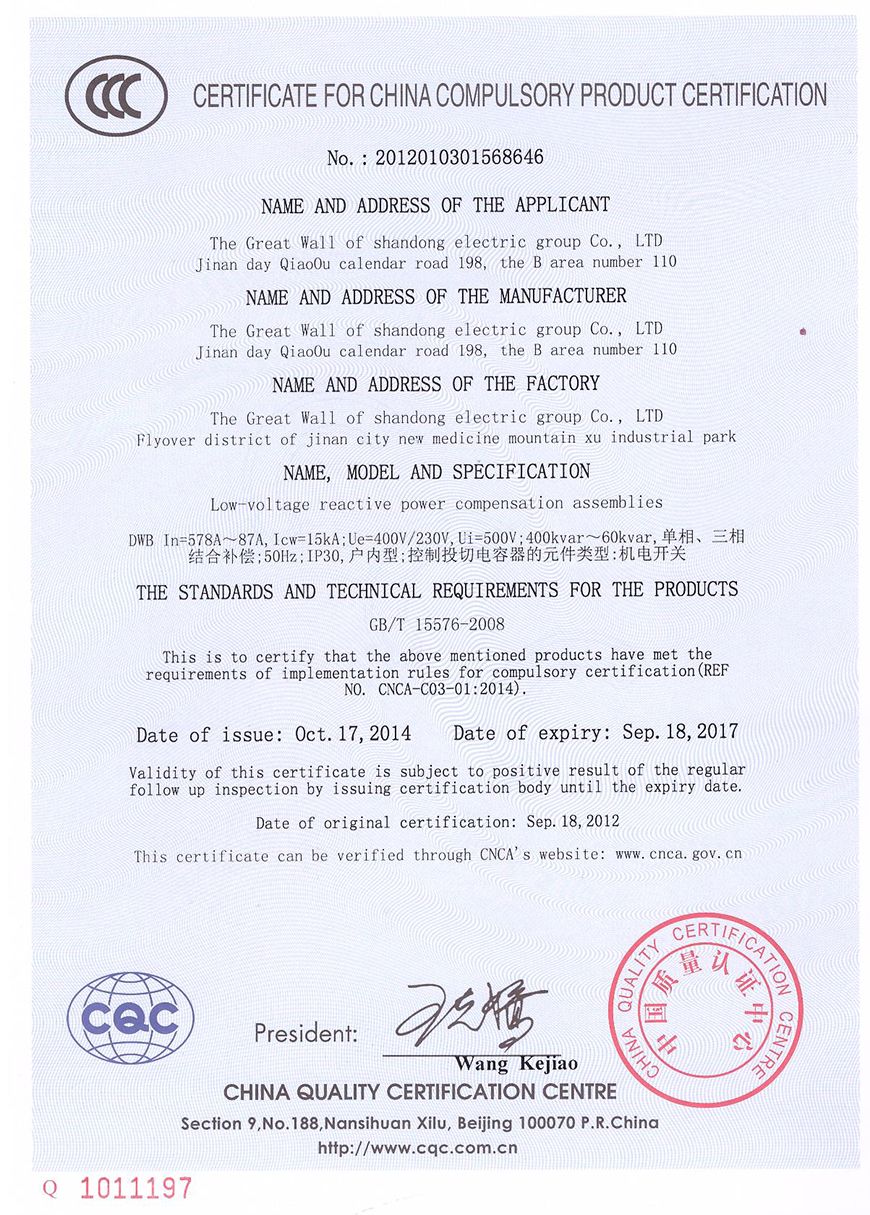 CCC
CERTIFICATE FOR CHINA COMPULSORY PRODUCT CERTIFICATION
No.: 2012010301568646
NAME AND ADDRESS OF THE APPLICANT
The Great Wall of shandong electric group Co., LTD
Jinan day QiaoOu calendar road 198, the B area number 110
NAME AND ADDRESS OF THE MANUFACTURER
The Great Wall of shandong electric group Co., LTD
Jinan day QiaoOu calendar road 198, the B area number 110
NAME AND ADDRESS OF THE FACTORY
The Great Wall of shandong electric group Co., LTD
Flyover district of jinan city new medicine mountain xu industrial park
NAME, MODEL AND SPECIFICATION
Low-voltage reactive power compensation assemblies
DWB In=578A～87A,Icw=15kA;Ue=400V/230V,Ui=500V;400kvar～60kvar,单相、三相
结合补偿;50Hz;IP30,户内型;控制投切电容器的元件类型:机电开关
THE STANDARDS AND TECHNICAL REQUIREMENTS FOR THE PRODUCTS
GB/T 15576-2008
This is to certify that the above mentioned products have met the
requirements of implementation rules for compulsory certification(REF
NO. CNCA-C03-01:2014).
Date of issue: Oct.17,2014 Date of expiry: Sep.18,2017
Validity of this certificate is subject to positive result of the regular
follow up inspection by issuing certification body until the expiry date.
Date of original certification: Sep.18,2012
This certificate can be verified through CNCA's website: www.cnca.gov.cn
CHINA QUALITY CERTIFICATION CENTRE
中国质量认证中心
CQC
President:
王克娇
Wang Kejiao
CHINA QUALITY CERTIFICATION CENTRE
Section 9,No.188,Nansihuan Xilu, Beijing 100070 P.R.China
http://www.cqc.com.cn
Q 1011197